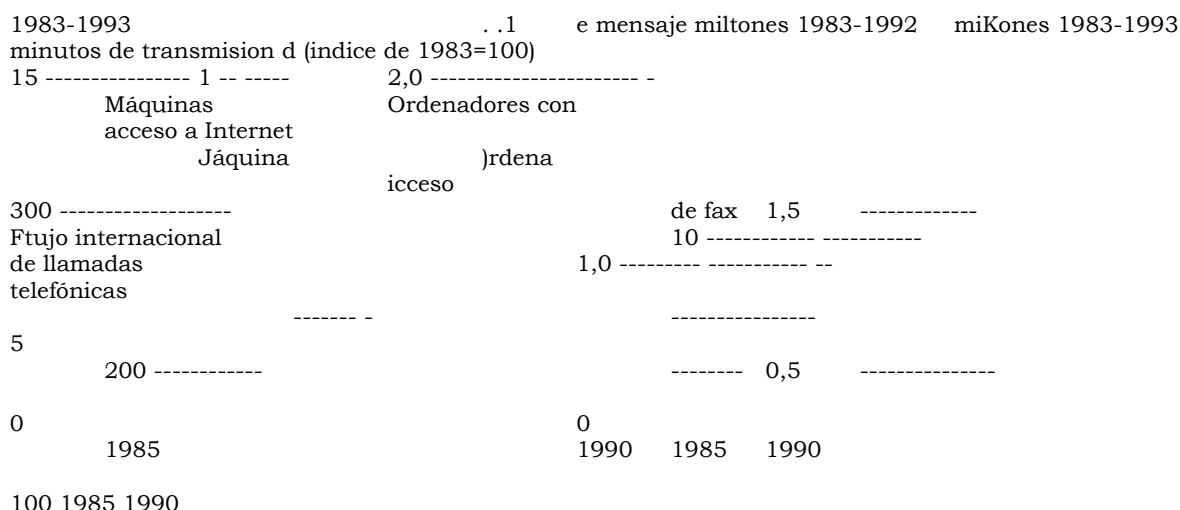 1983-1993 . .1 e mensaje miltones 1983-1992 miKones 1983-1993
minutos de transmision d (indice de 1983=100)
15 ---------------- 1 -- ----- 2,0 ----------------------- -
Máquinas Ordenadores con
acceso a Internet
Jáquina )rdena
icceso
300 ------------------- de fax 1,5 -------------
Ftujo internacional 10 ------------ -----------
de llamadas 1,0 --------- ----------- --
telefónicas
------- - ----------------
5
200 ------------ -------- 0,5 ---------------
0 0
1985 1990 1985 1990
100 1985 1990